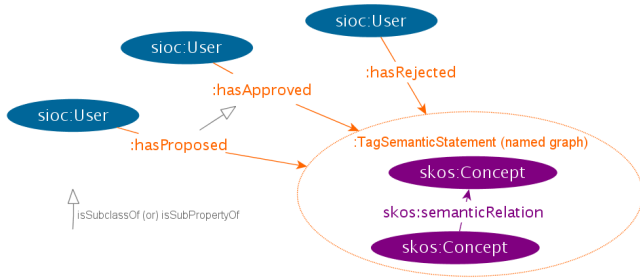 sioc:User
sioc:User
:hasRejected
:hasApproved
sioc:User
:hasProposed
:TagSemanticStatement (named graph)
skos:Concept
skos:semanticRelation
isSubclassOf (or) isSubPropertyOf
skos:Concept